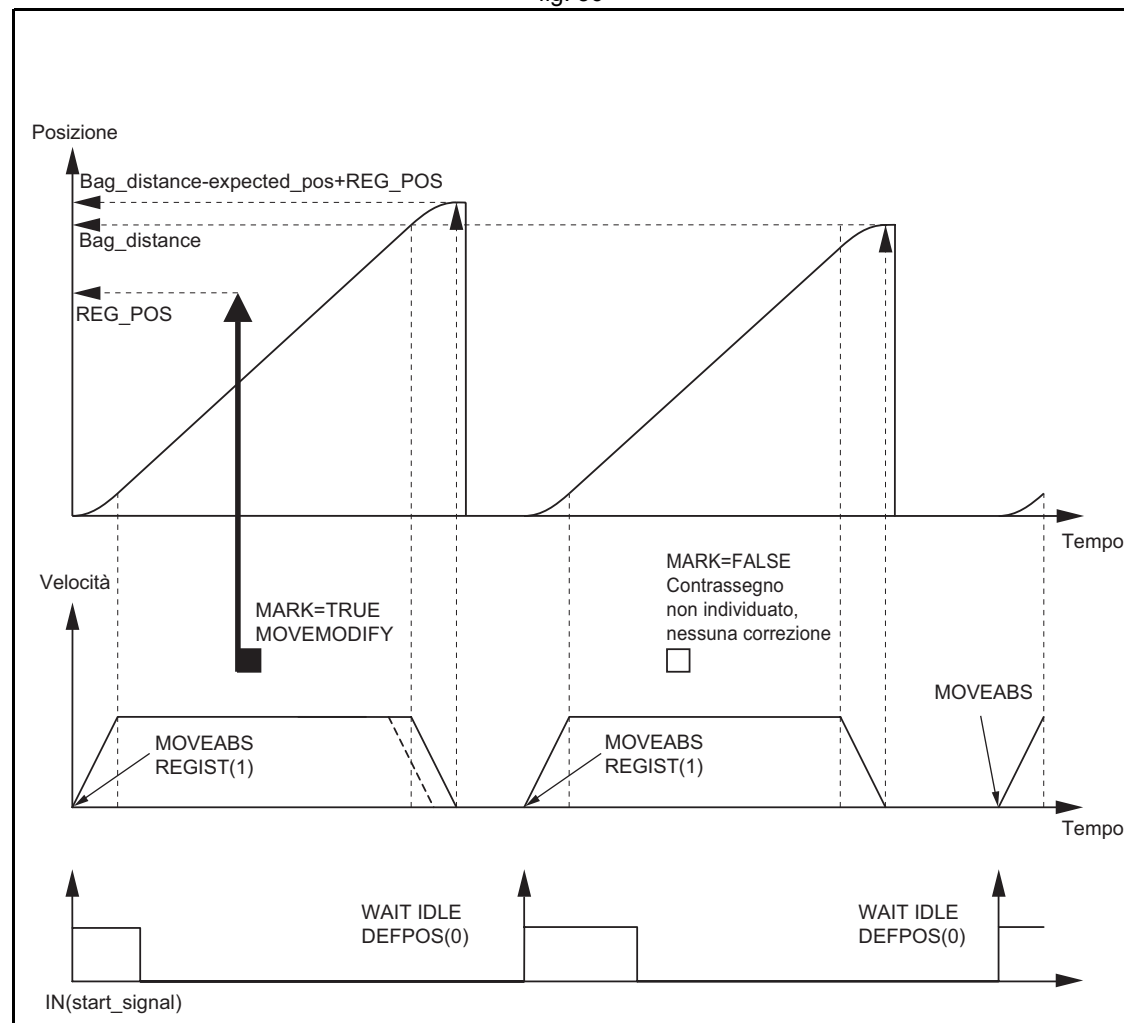 Posizione
Bag_distance-expected_pos+REG_POS
Bag_distance
REG_POS
Tempo
Velocità
MARK=TRUE
MOVEMODIFY
MARK=FALSE
Contrassegno
non individuato,
nessuna correzione
MOVEABS
MOVEABS
REGIST(1)
MOVEABS
REGIST(1)
Tempo
WAIT IDLE
DEFPOS(0)
WAIT IDLE
DEFPOS(0)
IN(start_signal)